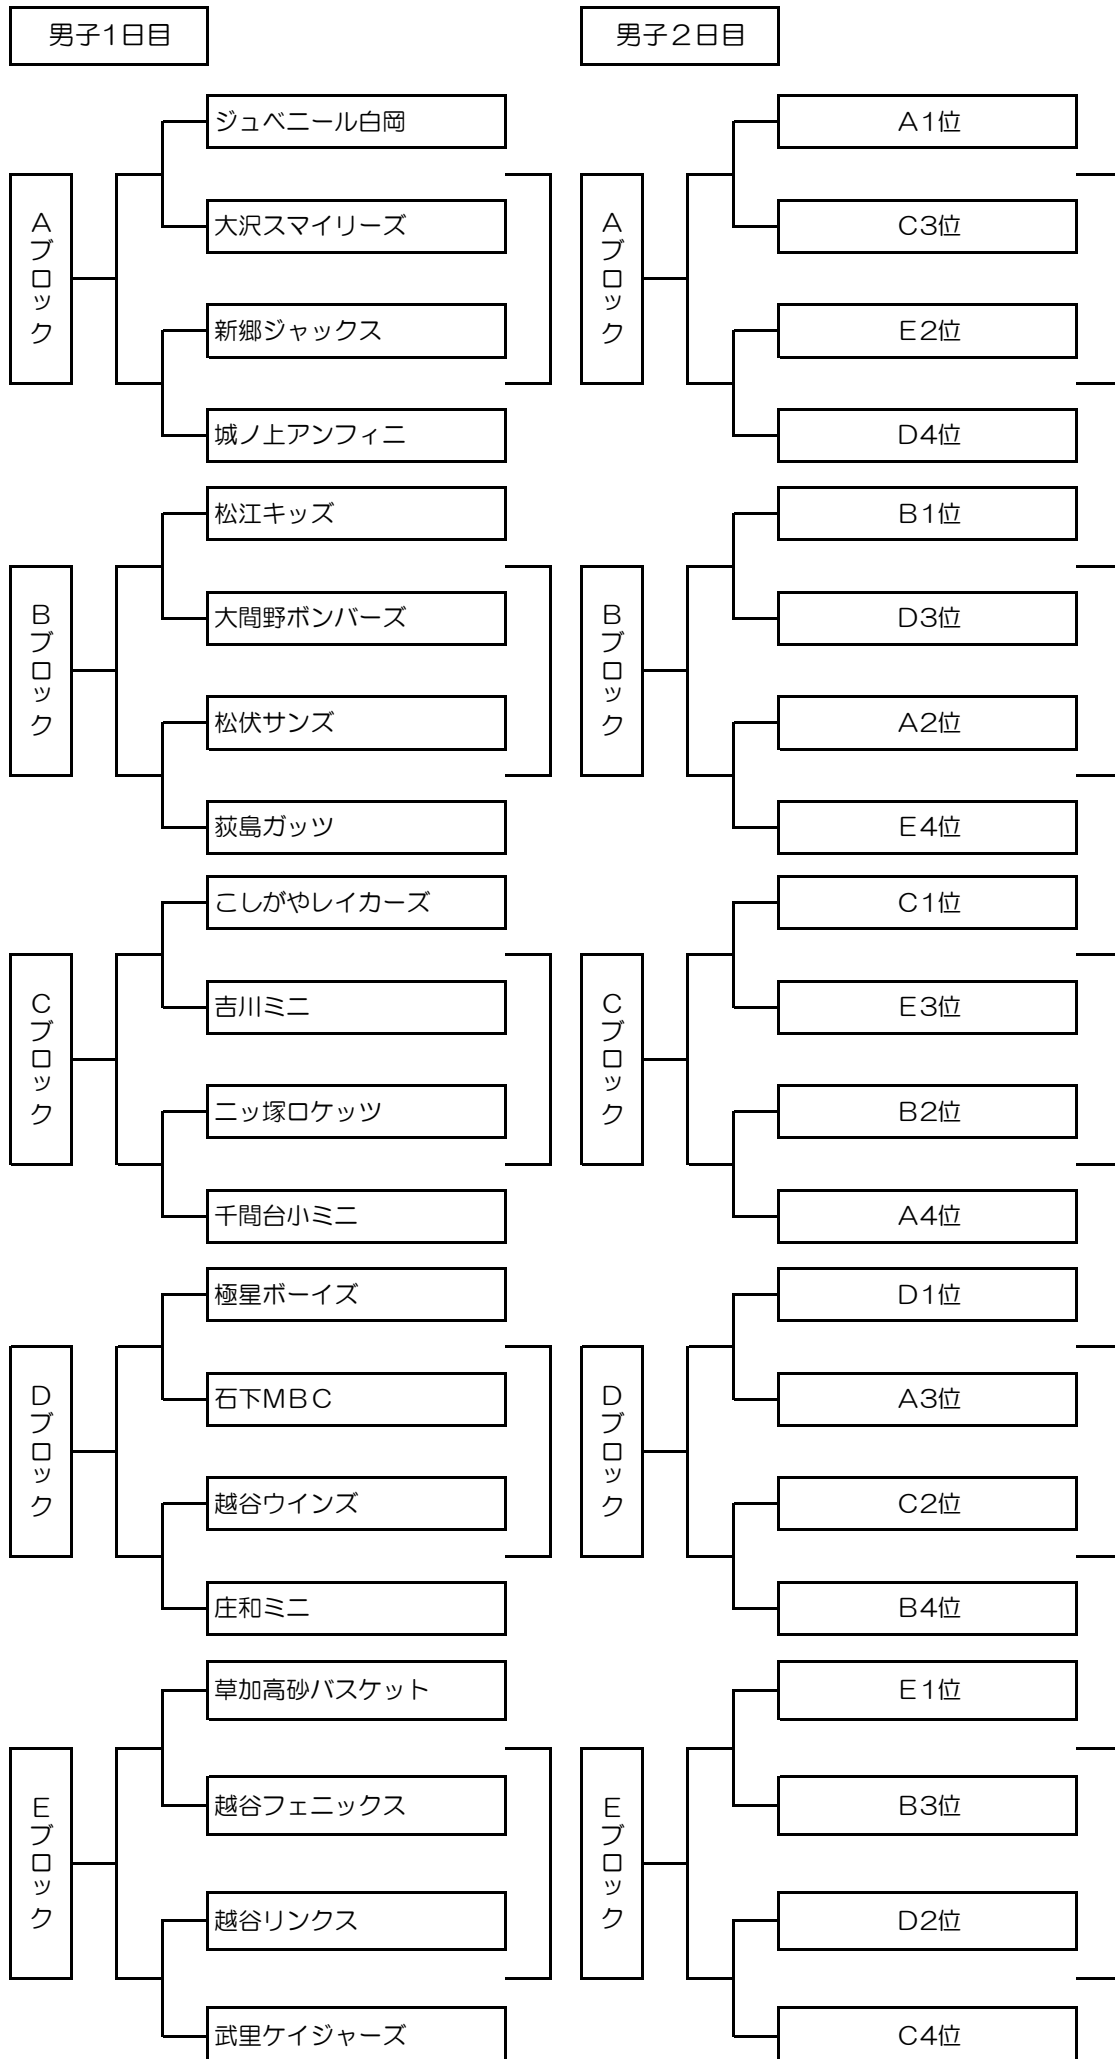 男子1日目
Aブロック
ジュベニール白岡
大沢スマイリーズ
新郷ジャックス
城ノ上アンフィニ
Bブロック
松江キッズ
大間野ボンバーズ
松伏サンズ
荻島ガッツ
Cブロック
こしがやレイカーズ
吉川ミニ
二ッ塚ロケッツ
千間台小ミニ
Dブロック
極星ボーイズ
石下MBC
越谷ウインズ
庄和ミニ
Eブロック
草加高砂バスケット
越谷フェニックス
越谷リンクス
武里ケイジャーズ
男子２日目
Aブロック
A1位
C3位
E2位
D4位
Bブロック
B1位
D3位
A2位
E4位
Cブロック
C1位
E3位
B2位
A4位
Dブロック
D1位
A3位
C2位
B4位
Eブロック
E1位
B3位
D2位
C4位